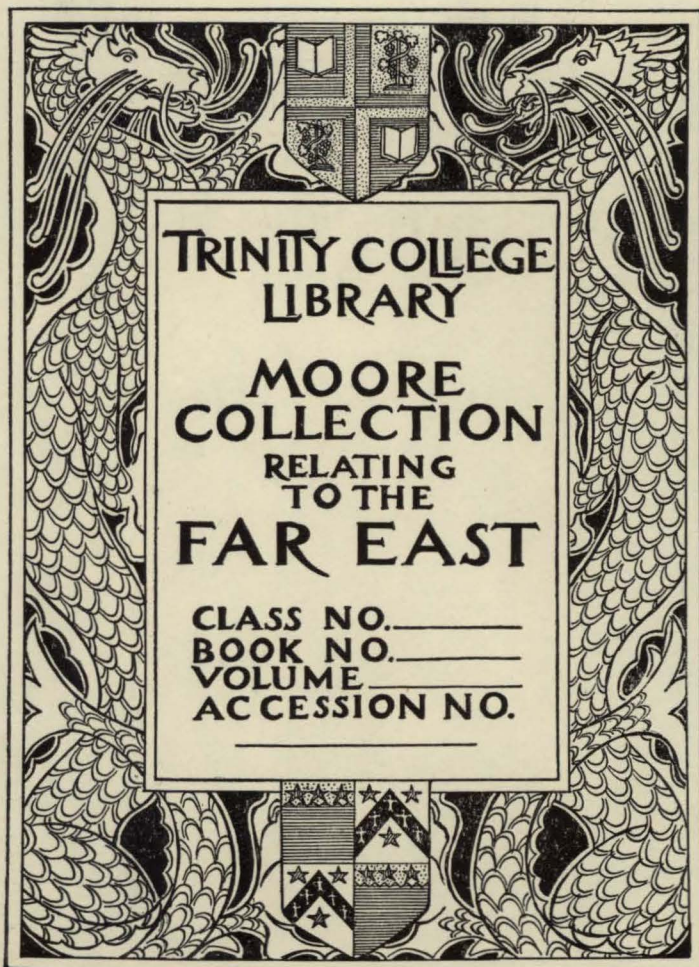 TRINITY COLLEGE
LIBRARY
MOORE
COLLECTION
RELATING
TO THE
FAR EAST
CLASS NO.
BOOK NO.
VOLUME
ACCESSION NO.